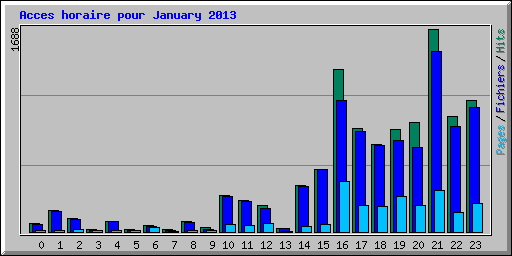 Acces horaire pour January 2013
1688
Pages / Fichiers / Hits
0 1 2 3 4 5 6 7 8 9 10 11 12 13 14 15 16 17 18 19 20 21 22 23